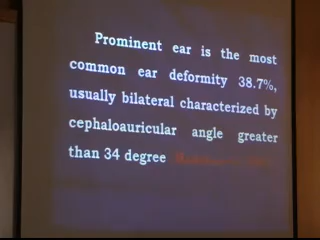 Prominent ear is the most
common ear deformity 38.7%,
usually bilateral characterized by
cephaloauricular angle greater
than 34 degree